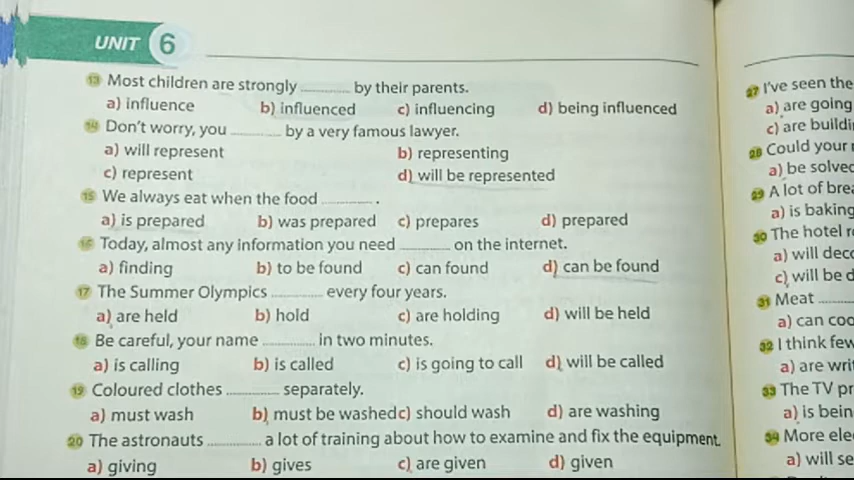 UNIT 6
13 Most children are strongly ............ by their parents.
a) influence b) influenced c) influencing d) being influenced
14 Don't worry, you ............ by a very famous lawyer.
a) will represent b) representing
c) represent d) will be represented
15 We always eat when the food ............ .
a) is prepared b) was prepared c) prepares d) prepared
16 Today, almost any information you need ............ on the internet.
a) finding b) to be found c) can found d) can be found
17 The Summer Olympics ............ every four years.
a) are held b) hold c) are holding d) will be held
18 Be careful, your name ............ in two minutes.
a) is calling b) is called c) is going to call d) will be called
19 Coloured clothes ............ separately.
a) must wash b) must be washed c) should wash d) are washing
20 The astronauts ............ a lot of training about how to examine and fix the equipment.
a) giving b) gives c) are given d) given
27 I've seen the
a) are going
c) are buildi
28 Could your
a) be solved
29 A lot of brea
a) is baking
30 The hotel r
a) will deco
c) will be d
31 Meat ............
a) can coo
32 I think few
a) are writ
33 The TV pr
a) is bein
34 More ele
a) will se